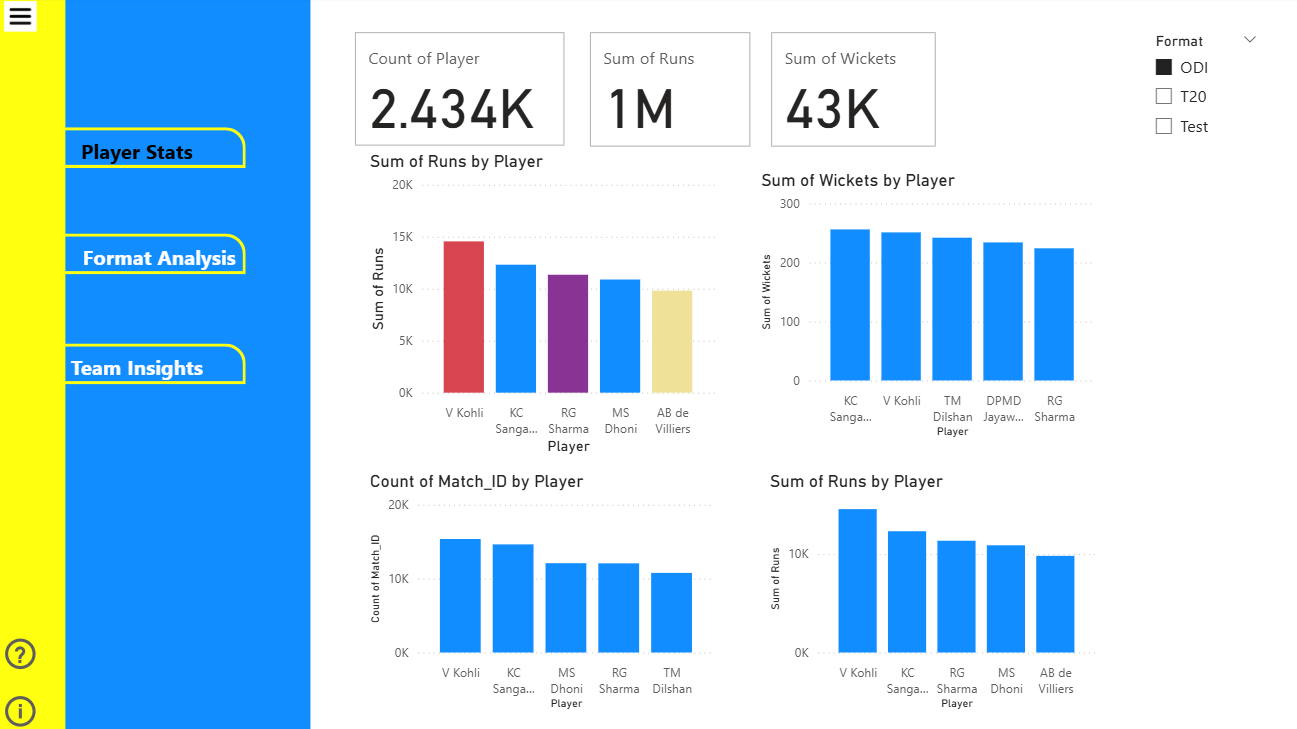 Player Stats
Format Analysis
Team Insights
?
i
Count of Player
2.434K
Sum of Runs
1M
Sum of Wickets
43K
Format
ODI
T20
Test
Sum of Runs by Player
Sum of Runs
20K
15K
10K
5K
0K
V Kohli
KC
Sanga...
RG
Sharma
MS
Dhoni
AB de
Villiers
Player
Sum of Wickets by Player
Sum of Wickets
300
200
100
0
KC
Sanga...
V Kohli
TM
Dilshan
DPMD
Jayaw...
RG
Sharma
Player
Count of Match_ID by Player
Count of Match_ID
20K
10K
0K
V Kohli
KC
Sanga...
MS
Dhoni
RG
Sharma
TM
Dilshan
Player
Sum of Runs by Player
Sum of Runs
10K
0K
V Kohli
KC
Sanga...
RG
Sharma
MS
Dhoni
AB de
Villiers
Player